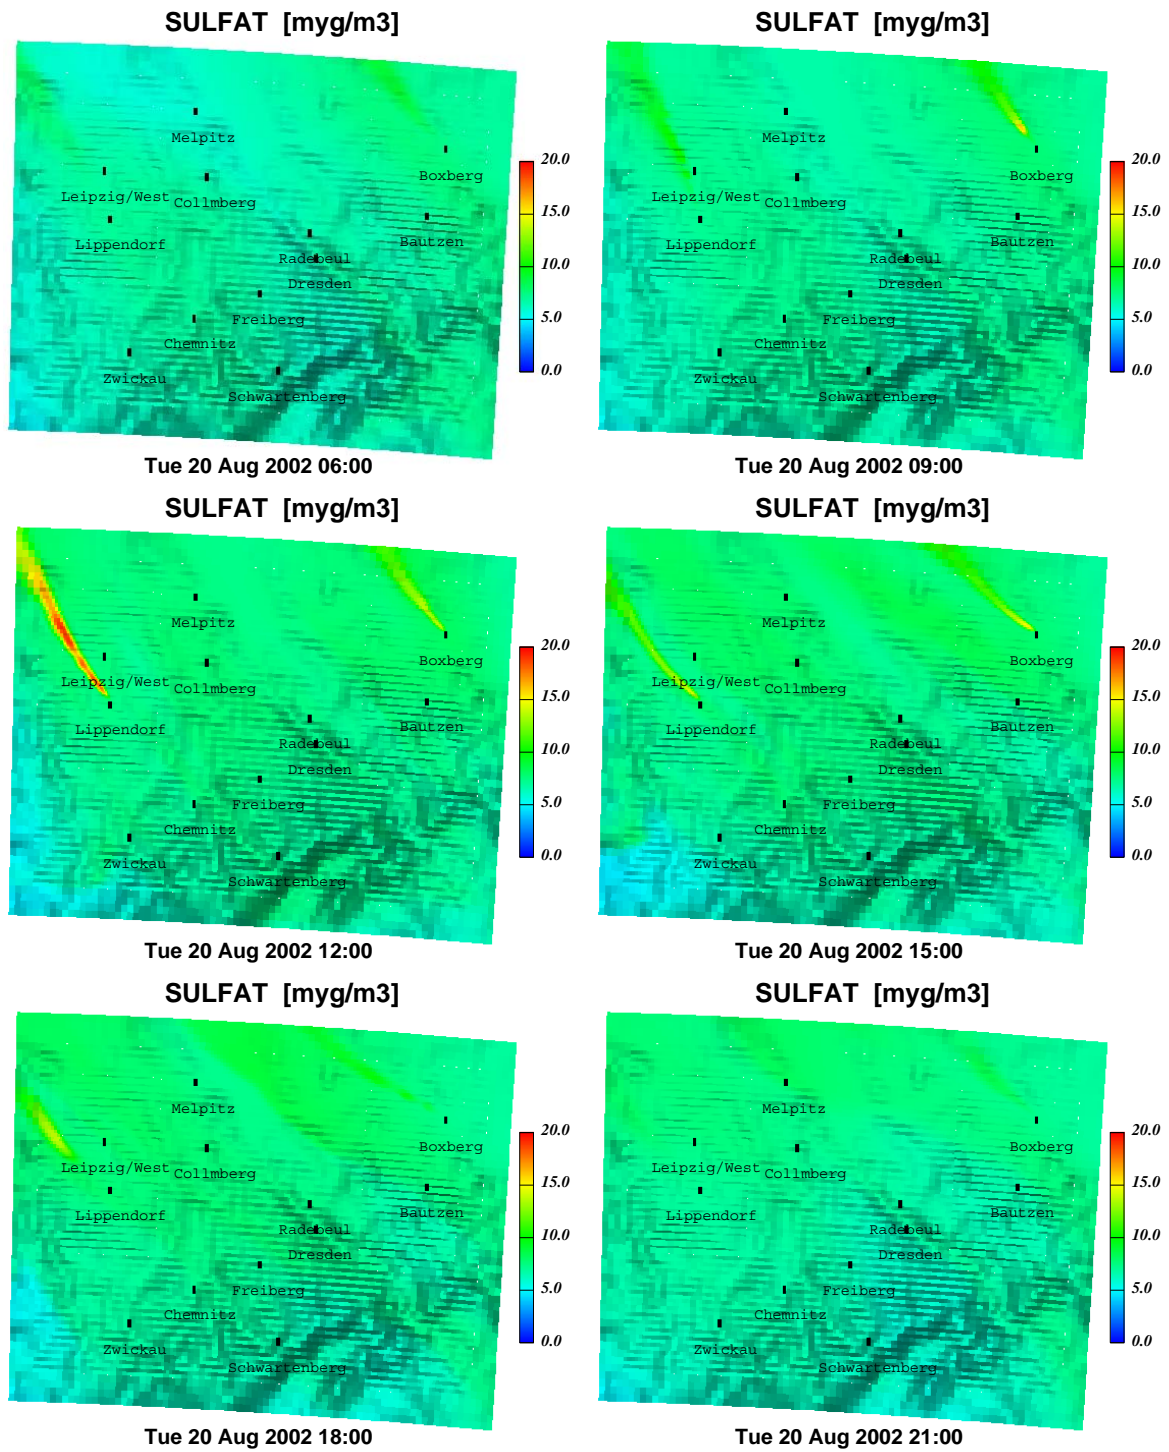 SULFAT [myg/m3]
Melpitz
Boxberg
Leipzig/West
Collmberg
Lippendorf
Bautzen
Radebeul
Dresden
Freiberg
Chemnitz
Zwickau
Schwartenberg
20.0
15.0
10.0
5.0
0.0
Tue 20 Aug 2002 06:00
SULFAT [myg/m3]
Melpitz
Boxberg
Leipzig/West
Collmberg
Lippendorf
Bautzen
Radebeul
Dresden
Freiberg
Chemnitz
Zwickau
Schwartenberg
20.0
15.0
10.0
5.0
0.0
Tue 20 Aug 2002 09:00
SULFAT [myg/m3]
Melpitz
Boxberg
Leipzig/West
Collmberg
Lippendorf
Bautzen
Radebeul
Dresden
Freiberg
Chemnitz
Zwickau
Schwartenberg
20.0
15.0
10.0
5.0
0.0
Tue 20 Aug 2002 12:00
SULFAT [myg/m3]
Melpitz
Boxberg
Leipzig/West
Collmberg
Lippendorf
Bautzen
Radebeul
Dresden
Freiberg
Chemnitz
Zwickau
Schwartenberg
20.0
15.0
10.0
5.0
0.0
Tue 20 Aug 2002 15:00
SULFAT [myg/m3]
Melpitz
Boxberg
Leipzig/West
Collmberg
Lippendorf
Bautzen
Radebeul
Dresden
Freiberg
Chemnitz
Zwickau
Schwartenberg
20.0
15.0
10.0
5.0
0.0
Tue 20 Aug 2002 18:00
SULFAT [myg/m3]
Melpitz
Boxberg
Leipzig/West
Collmberg
Lippendorf
Bautzen
Radebeul
Dresden
Freiberg
Chemnitz
Zwickau
Schwartenberg
20.0
15.0
10.0
5.0
0.0
Tue 20 Aug 2002 21:00